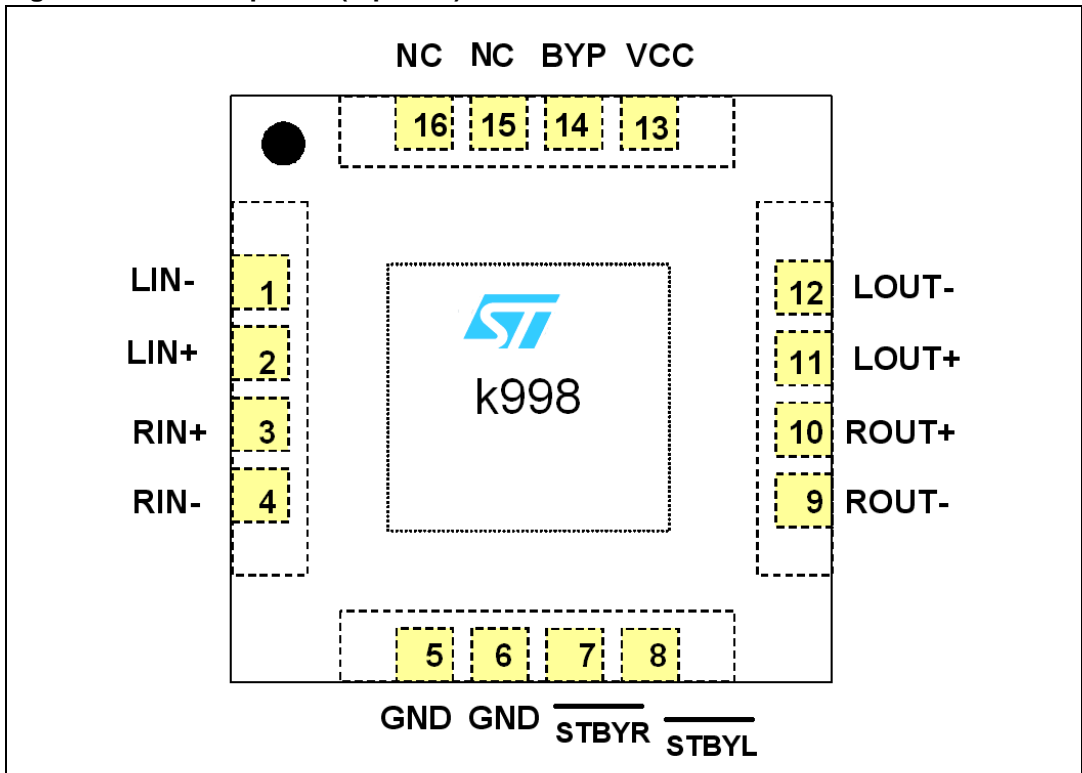 NC NC BYP VCC
16 15 14 13
LIN- 1 12 LOUT-
LIN+ 2 11 LOUT+
RIN+ 3 10 ROUT+
RIN- 4 9 ROUT-
ST
k998
5 6 7 8
GND GND STBYR STBYL